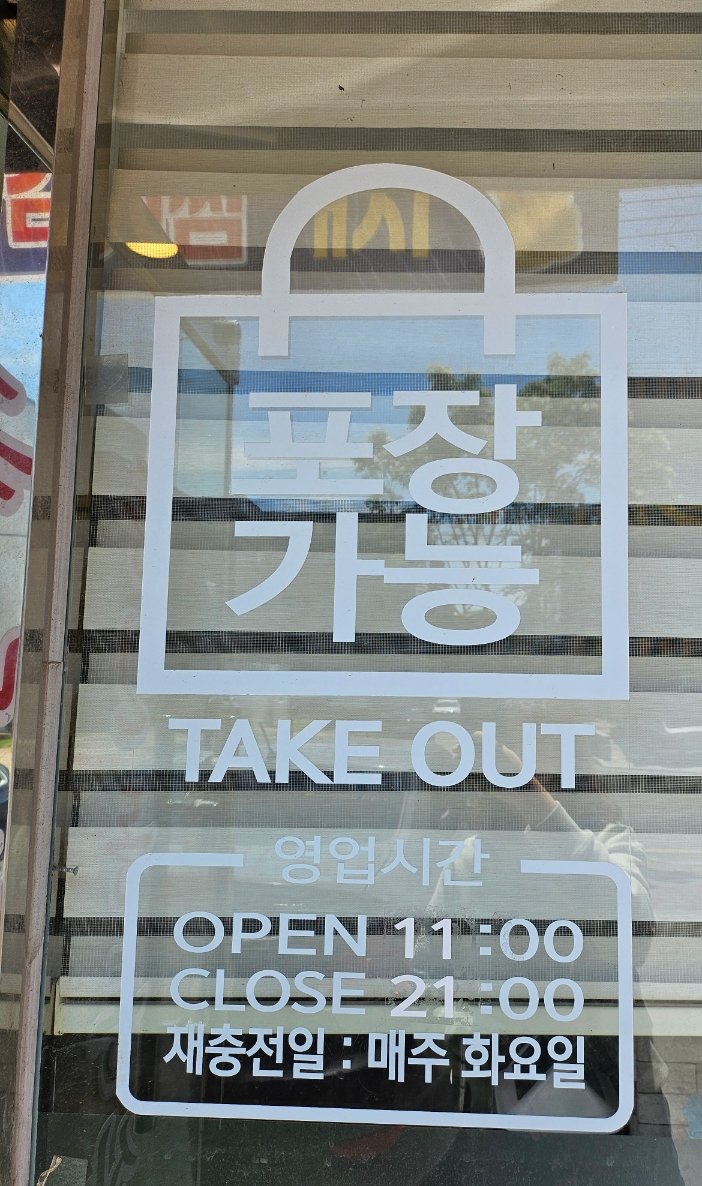 포장
가능
TAKE OUT
영업시간
OPEN 11:00
CLOSE 21:00
재충전일 : 매주 화요일